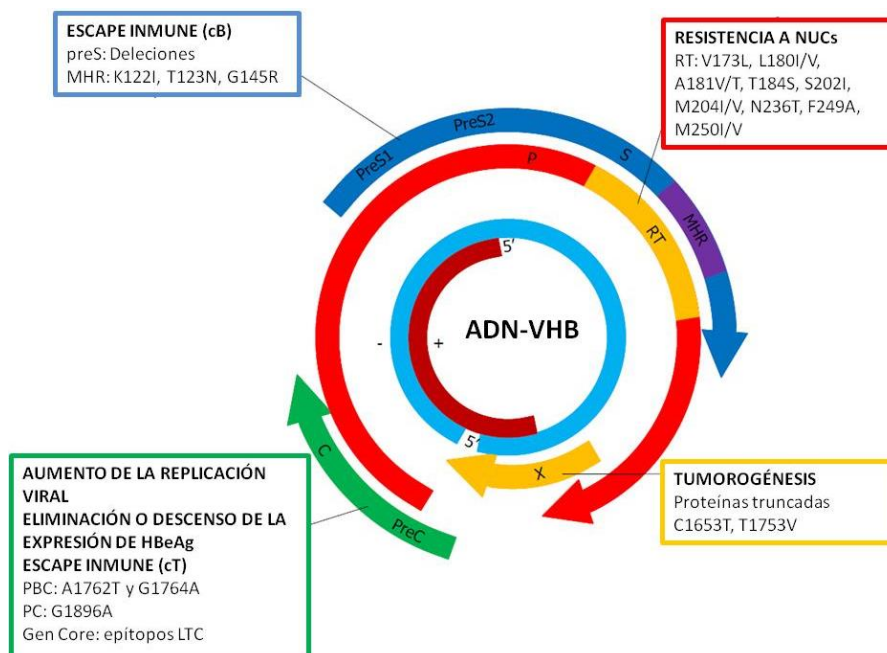 ESCAPE INMUNE (cB)
preS: Deleciones
MHR: K122I, T123N, G145R
RESISTENCIA A NUCs
RT: V173L, L180I/V,
A181V/T, T184S, S202I,
M204I/V, N236T, F249A,
M250I/V
PreS1
PreS2
S
MHR
P
RT
5’
ADN-VHB
-
+
5’
X
C
PreC
AUMENTO DE LA REPLICACIÓN
VIRAL
ELIMINACIÓN O DESCENSO DE LA
EXPRESIÓN DE HBeAg
ESCAPE INMUNE (cT)
PBC: A1762T y G1764A
PC: G1896A
Gen Core: epítopos LTC
TUMOROGÉNESIS
Proteínas truncadas
C1653T, T1753V